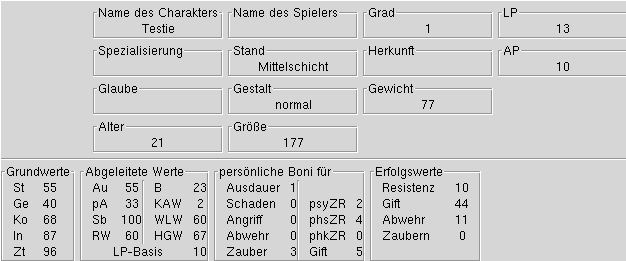 Name des Charakters Name des Spielers Grad LP
Testie 1 13
Spezialisierung Stand Herkunft AP
Mittelschicht 10
Glaube Gestalt Gewicht
normal 77
Alter Größe
21 177
Grundwerte Abgeleitete Werte persönliche Boni für Erfolgswerte
St 55 Au 55 B 23 Ausdauer 1 Resistenz 10
Ge 40 pA 33 KAW 2 Schaden 0 psyZR 2 Gift 44
Ko 68 Sb 100 WLW 60 Angriff 0 phsZR 4 Abwehr 11
In 87 RW 60 HGW 67 Abwehr 0 phkZR 0 Zaubern 0
Zt 96 LP-Basis 10 Zauber 3 Gift 5